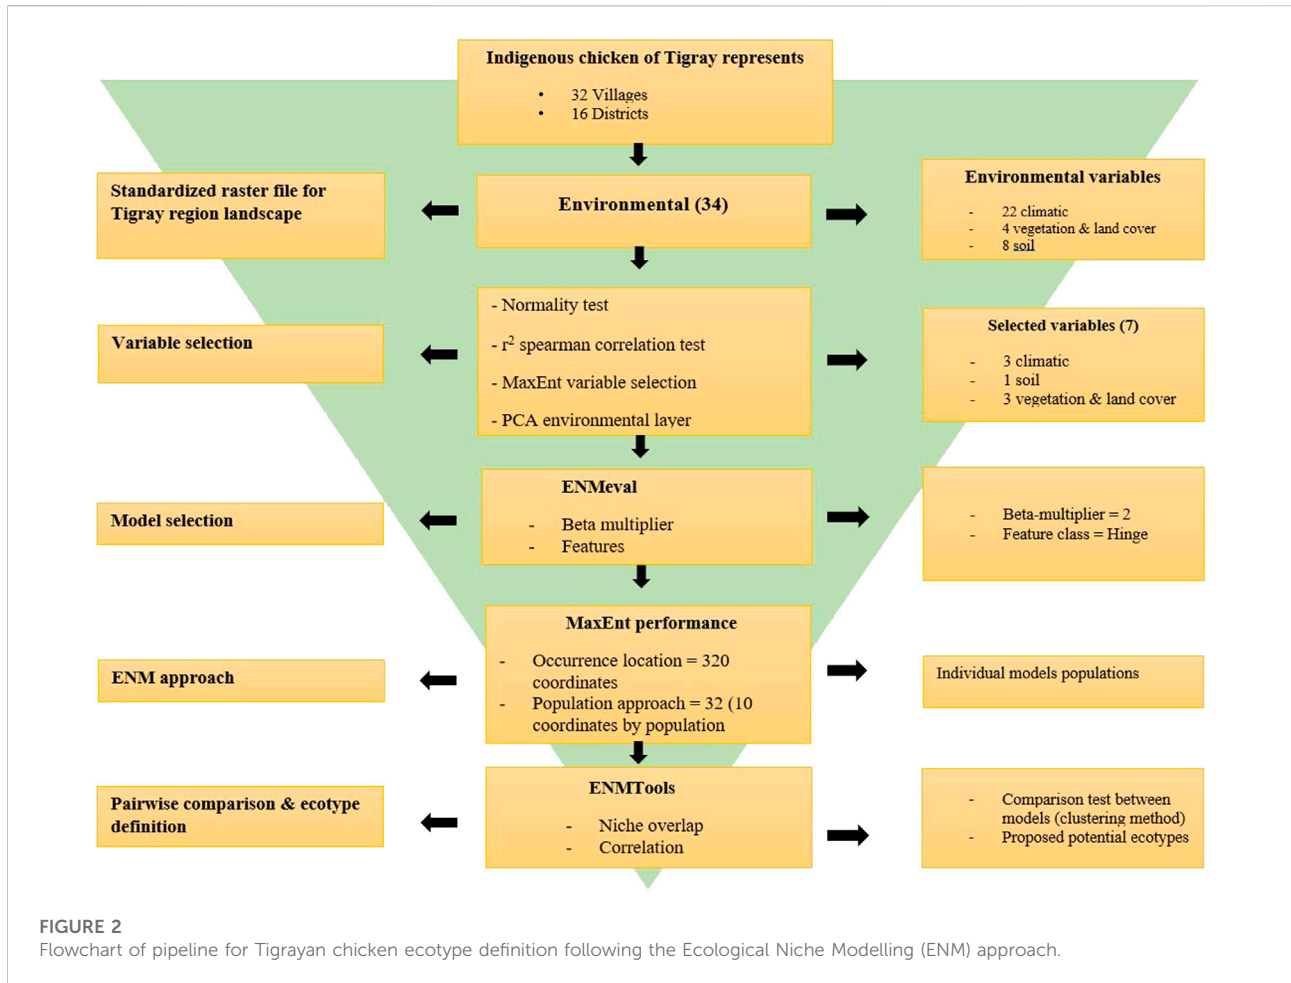 Indigenous chicken of Tigray represents
• 32 Villages
• 16 Districts
Standardized raster file for
Tigray region landscape
Environmental (34)
Environmental variables
- 22 climatic
- 4 vegetation & land cover
- 8 soil
Variable selection
- Normality test
- r² spearman correlation test
- MaxEnt variable selection
- PCA environmental layer
Selected variables (7)
- 3 climatic
- 1 soil
- 3 vegetation & land cover
Model selection
ENMeval
- Beta multiplier
- Features
- Beta-multiplier = 2
- Feature class = Hinge
ENM approach
MaxEnt performance
- Occurrence location = 320
coordinates
- Population approach = 32 (10
coordinates by population
Individual models populations
Pairwise comparison & ecotype
definition
ENMTools
- Niche overlap
- Correlation
- Comparison test between
models (clustering method)
- Proposed potential ecotypes
FIGURE 2
Flowchart of pipeline for Tigrayan chicken ecotype definition following the Ecological Niche Modelling (ENM) approach.